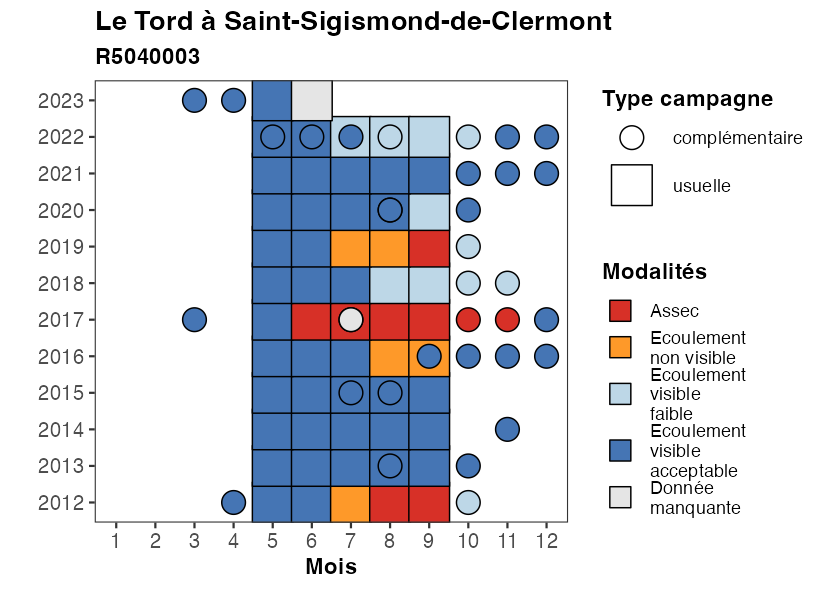 Le Tord à Saint-Sigismond-de-Clermont
R5040003
2023
2022
2021
2020
2019
2018
2017
2016
2015
2014
2013
2012
1 2 3 4 5 6 7 8 9 10 11 12
Mois
Type campagne
complémentaire
usuelle
Modalités
Assec
Ecoulement
non visible
Ecoulement
visible
faible
Ecoulement
visible
acceptable
Donnée
manquante